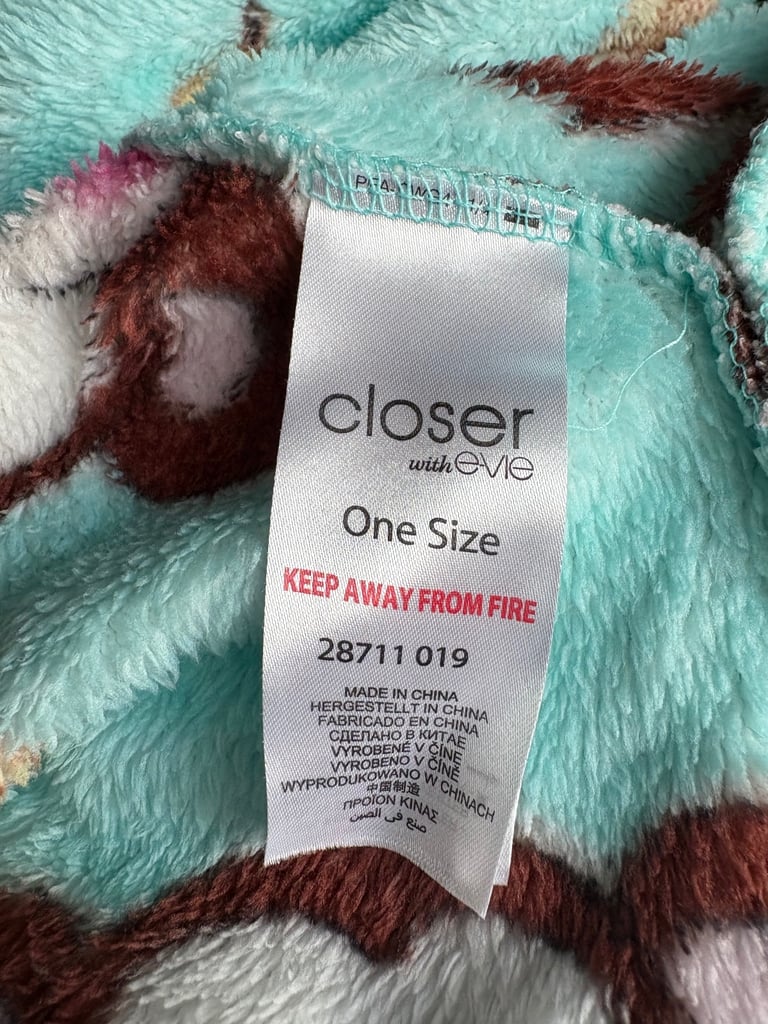 closer
with e-vie
One Size
KEEP AWAY FROM FIRE
28711 019
MADE IN CHINA
HERGESTELLT IN CHINA
FABRICADO EN CHINA
СДЕЛАНО В КИТАЕ
VYROBENÉ V ČÍNE
VYROBENO V ČÍNĚ
WYPRODUKOWANO W CHINACH
中国制造
ΠΡΟΪΟΝ ΚΙΝΑΣ
صنع في الصين